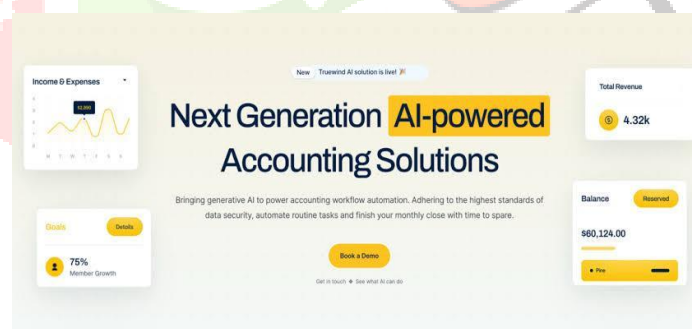 New Truewind AI solution is live! 🎉
Income & Expenses
M T W T F S S
Goals Details
75%
Member Growth
Next Generation AI-powered
Accounting Solutions
Bringing generative AI to power accounting workflow automation. Adhering to the highest standards of
data security, automate routine tasks and finish your monthly close with time to spare.
Book a Demo
Get in touch See what AI can do
Total Revenue
4.32k
Balance Reserved
$60,124.00